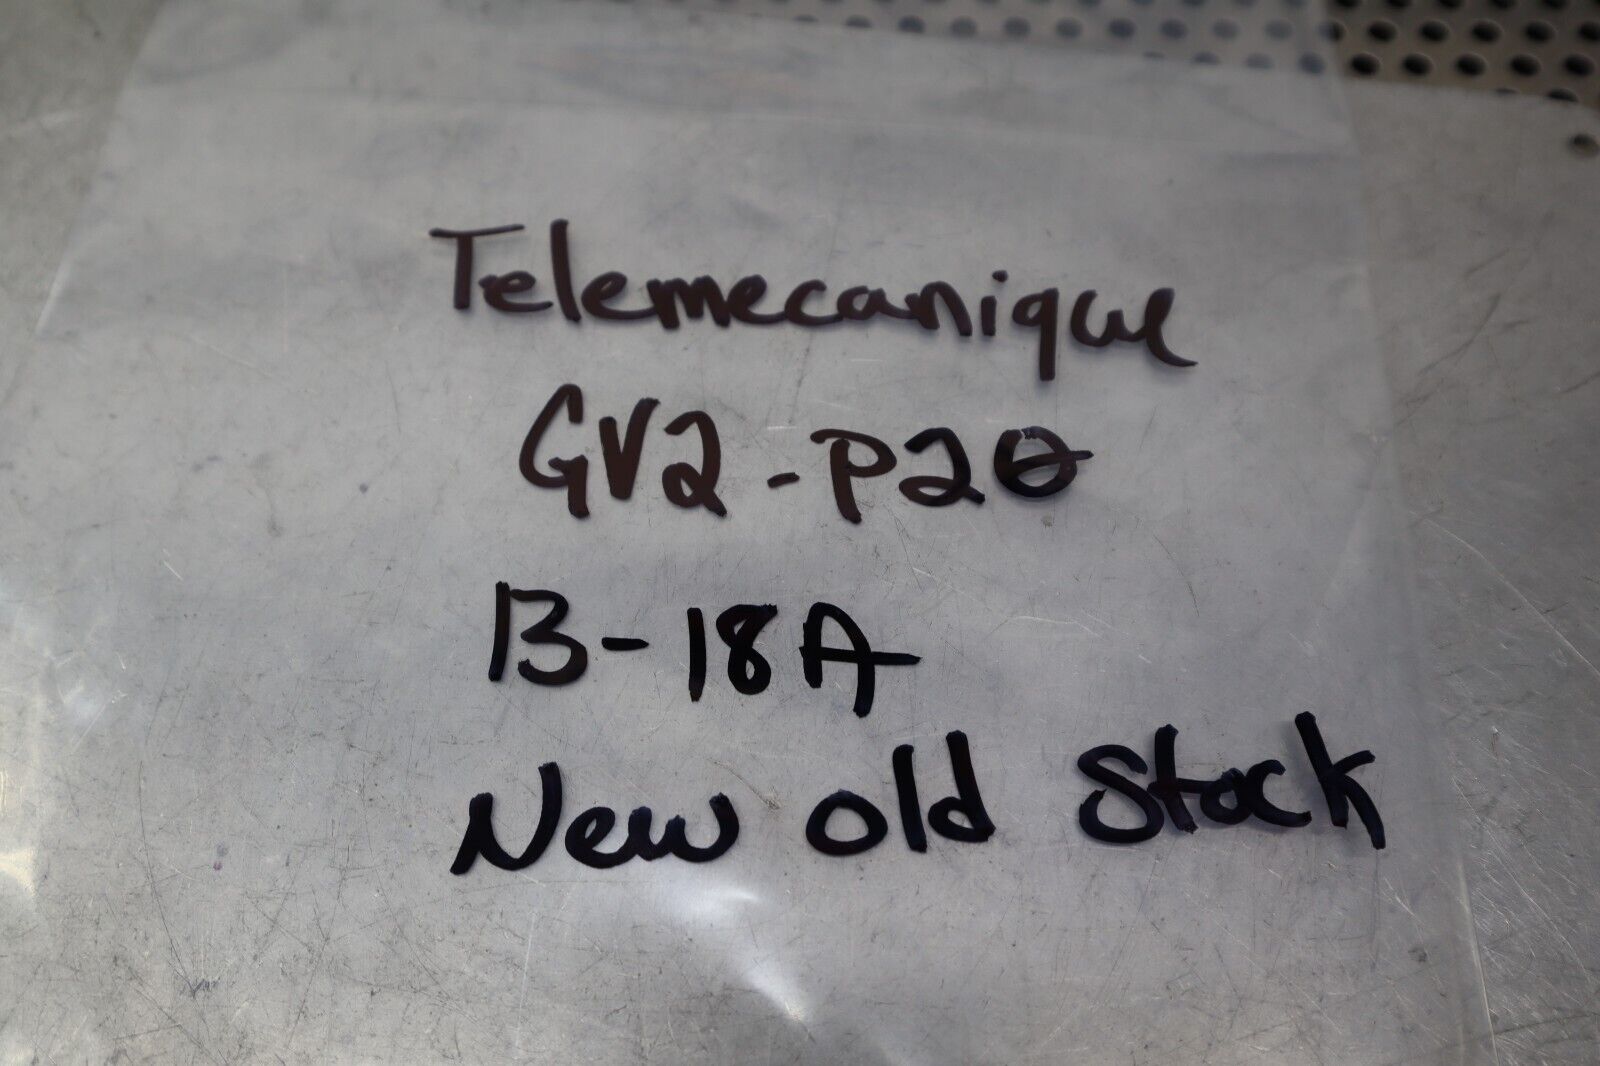 Telemecanique
GV2-P20
13-18A
New old Stock